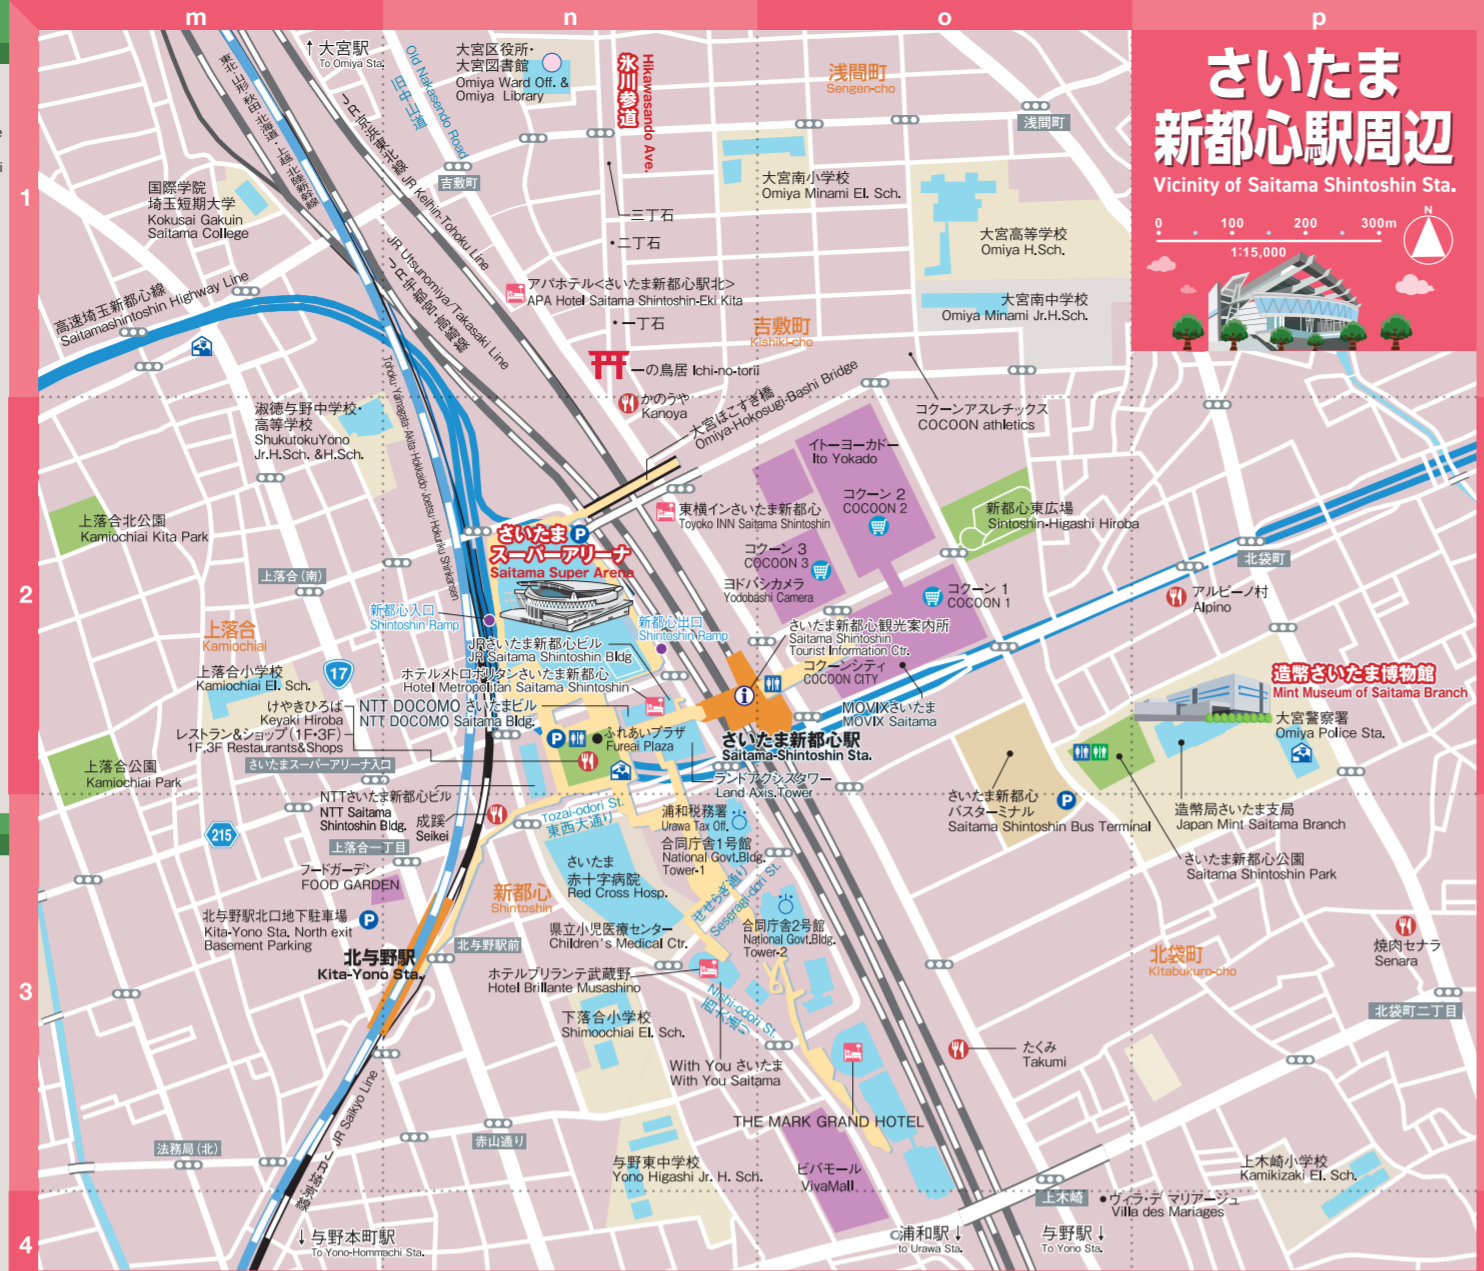 m
n
o
p
1
2
3
4
さいたま
新都心駅周辺
Vicinity of Saitama Shintoshin Sta.
0 100 200 300m
1:15,000
N
↑大宮駅
To Omiya Sta.
旧中山道
Old Nakasendo Road
大宮区役所・
大宮図書館
Omiya Ward Off. &
Omiya Library
氷川参道
Hikawasando Ave.
浅間町
Sengen-cho
浅間町
東北・山形・秋田・北海道・上越・北陸新幹線
JR京浜東北線
JR Keihin-Tohoku Line
吉敷町
国際学院
埼玉短期大学
Kokusai Gakuin
Saitama College
大宮南小学校
Omiya Minami El. Sch.
三丁石
二丁石
大宮高等学校
Omiya H.Sch.
JR Utsunomiya/Takasaki Line
JR宇都宮・高崎線
アパホテル<さいたま新都心駅北>
APA Hotel Saitama Shintoshin-Eki Kita
一丁石
大宮南中学校
Omiya Minami Jr.H.Sch.
高速埼玉新都心線
Saitamashintoshin Highway Line
吉敷町
Kishiki-cho
一の鳥居 Ichi-no-torii
かのうや
Kanoya
大宮ほこすぎ橋
Omiya-Hokosugi-Bashi Bridge
コクーンアスレチックス
COCOON athletics
淑徳与野中学校・
高等学校
ShukutokuYono
Jr.H.Sch. &H.Sch.
Tohoku·Yamagata·Akita·Hokkaido·Joetsu·Hokuriku Shinkansen
イトーヨーカドー
Ito Yokado
コクーン 2
COCOON 2
新都心東広場
Sintoshin-Higashi Hiroba
東横インさいたま新都心
Toyoko INN Saitama Shintoshin
上落合北公園
Kamiochiai Kita Park
さいたま
スーパーアリーナ
Saitama Super Arena
P
コクーン 3
COCOON 3
ヨドバシカメラ
Yodobashi Camera
コクーン 1
COCOON 1
北袋町
アルピーノ村
Alpino
上落合(南)
新都心入口
Shintoshin Ramp
新都心出口
Shintoshin Ramp
さいたま新都心観光案内所
Saitama Shintoshin
Tourist Information Ctr.
上落合
Kamiochiai
JRさいたま新都心ビル
JR Saitama Shintoshin Bldg
ホテルメトロポリタンさいたま新都心
Hotel Metropolitan Saitama Shintoshin
コクーンシティ
COCOON CITY
上落合小学校
Kamiochiai El. Sch.
17
造幣さいたま博物館
Mint Museum of Saitama Branch
けやきひろば
Keyaki Hiroba
レストラン&ショップ(1F・3F)
1F,3F Restaurants&Shops
NTT DOCOMO さいたまビル
NTT DOCOMO Saitama Bldg.
MOVIXさいたま
MOVIX Saitama
大宮警察署
Omiya Police Sta.
P
ふれあいプラザ
Fureai Plaza
さいたま新都心駅
Saitama-Shintoshin Sta.
さいたまスーパーアリーナ入口
上落合公園
Kamiochiai Park
ランドアクシスタワー
Land Axis Tower
NTTさいたま新都心ビル
NTT Saitama
Shintoshin Bldg.
成蹊
Seikei
Tozai-odori St.
東西大通り
浦和税務署
Urawa Tax Off.
さいたま新都心
バスターミナル
Saitama Shintoshin Bus Terminal
P
造幣局さいたま支局
Japan Mint Saitama Branch
215
上落合一丁目
合同庁舎1号館
National Govt.Bldg.
Tower-1
さいたま新都心公園
Saitama Shintoshin Park
フードガーデン
FOOD GARDEN
さいたま
赤十字病院
Red Cross Hosp.
新都心
Shintoshin
せせらぎ通り
Seseragi-dori St.
北与野駅北口地下駐車場
Kita-Yono Sta. North exit
Basement Parking
P
県立小児医療センター
Children's Medical Ctr.
合同庁舎2号館
National Govt.Bldg.
Tower-2
北与野駅前
北与野駅
Kita-Yono Sta.
北袋町
Kitabukuro-cho
焼肉セナラ
Senara
ホテルブリランテ武蔵野
Hotel Brillante Musashino
Nishi-odori St.
西大通り
下落合小学校
Shimoochiai El. Sch.
北袋町二丁目
たくみ
Takumi
With You さいたま
With You Saitama
THE MARK GRAND HOTEL
JR Saikyo Line
JR埼京線
法務局(北)
赤山通り
与野東中学校
Yono Higashi Jr. H. Sch.
ビバモール
VivaMall
上木崎小学校
Kamikizaki El. Sch.
上木崎
ヴィラ・デ マリアージュ
Villa des Mariages
↓与野本町駅
To Yono-Hommachi Sta.
浦和駅↓
to Urawa Sta.
与野駅↓
To Yono Sta.